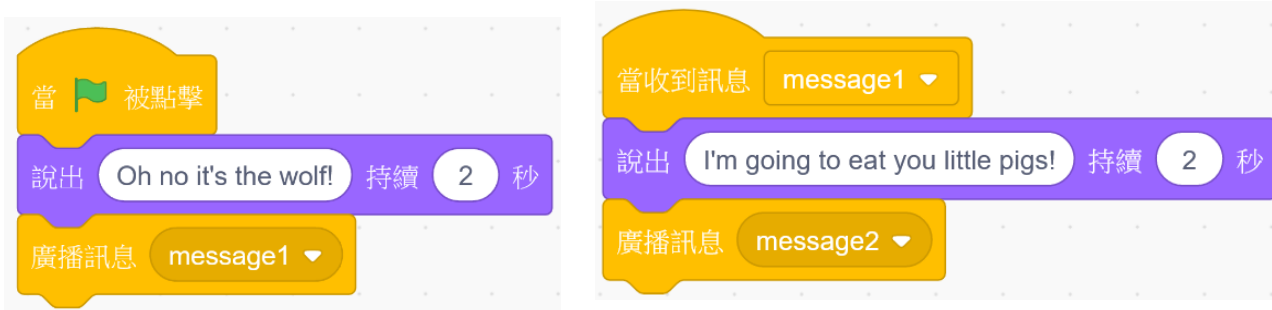 當 被點擊
說出 Oh no it's the wolf! 持續 2 秒
廣播訊息 message1
當收到訊息 message1
說出 I'm going to eat you little pigs! 持續 2 秒
廣播訊息 message2